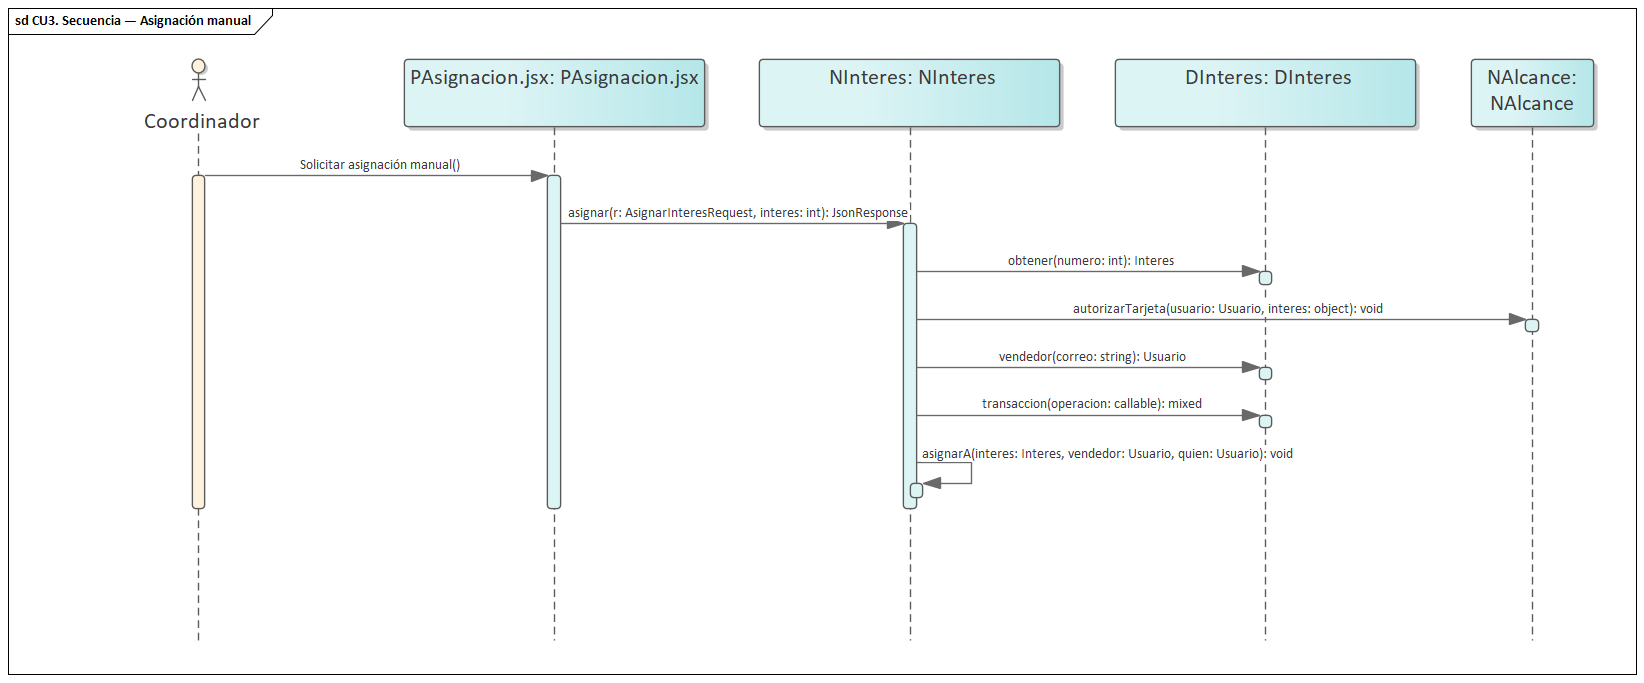 sd CU3. Secuencia — Asignación manual
Coordinador
PAsignacion.jsx: PAsignacion.jsx
NInteres: NInteres
DInteres: DInteres
NAlcance:
NAlcance
Solicitar asignación manual()
asignar(r: AsignarInteresRequest, interes: int): JsonResponse
obtener(numero: int): Interes
autorizarTarjeta(usuario: Usuario, interes: object): void
vendedor(correo: string): Usuario
transaccion(operacion: callable): mixed
asignarA(interes: Interes, vendedor: Usuario, quien: Usuario): void